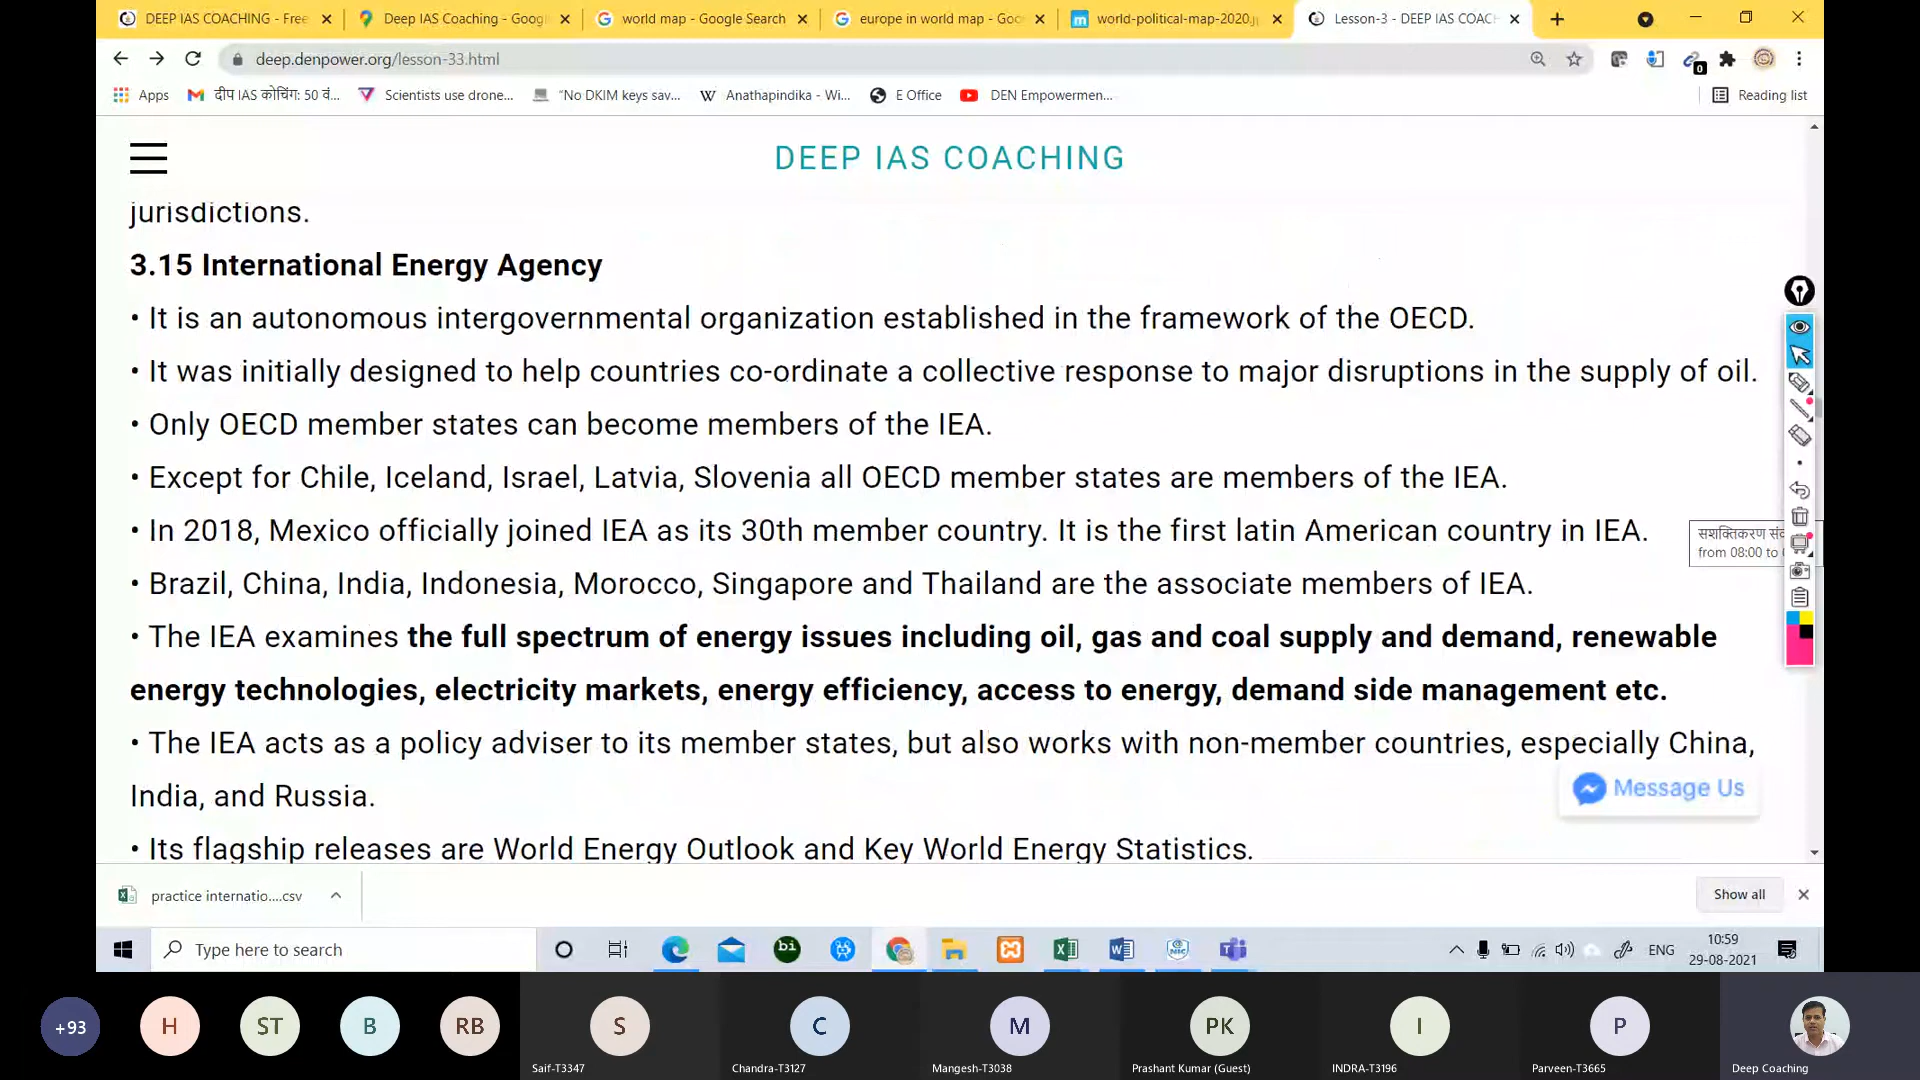 DEEP IAS COACHING - Free
Deep IAS Coaching - Googl
world map - Google Search
europe in world map - Goo
world-political-map-2020.j
Lesson-3 - DEEP IAS COACH
deep.denpower.org/lesson-33.html
0
Apps
दीप IAS कोचिंग: 50 वं...
Scientists use drone...
"No DKIM keys sav...
W Anathapindika - Wi...
E Office
DEN Empowermen...
Reading list
DEEP IAS COACHING
jurisdictions.
3.15 International Energy Agency
• It is an autonomous intergovernmental organization established in the framework of the OECD.
• It was initially designed to help countries co-ordinate a collective response to major disruptions in the supply of oil.
• Only OECD member states can become members of the IEA.
• Except for Chile, Iceland, Israel, Latvia, Slovenia all OECD member states are members of the IEA.
• In 2018, Mexico officially joined IEA as its 30th member country. It is the first latin American country in IEA.
सशक्तिकरण
from 08:00 to
• Brazil, China, India, Indonesia, Morocco, Singapore and Thailand are the associate members of IEA.
• The IEA examines the full spectrum of energy issues including oil, gas and coal supply and demand, renewable
energy technologies, electricity markets, energy efficiency, access to energy, demand side management etc.
• The IEA acts as a policy adviser to its member states, but also works with non-member countries, especially China,
India, and Russia.
Message Us
• Its flagship releases are World Energy Outlook and Key World Energy Statistics.
practice internatio....csv
Show all
Type here to search
bi
ENG
10:59
29-08-2021
+93
H
ST
B
RB
S
C
M
PK
I
P
Saif-T3347
Chandra-T3127
Mangesh-T3038
Prashant Kumar (Guest)
INDRA-T3196
Parveen-T3665
Deep Coaching